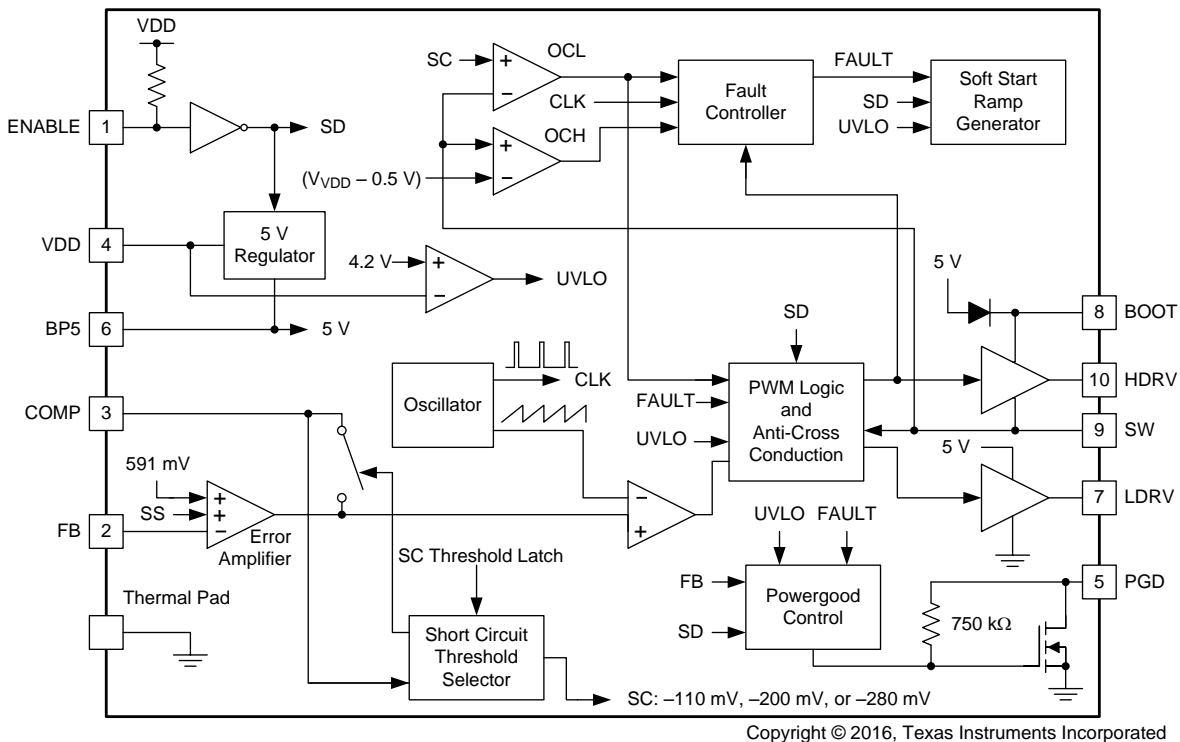 VDD
ENABLE
1
SD
SC
+
−
OCL
CLK
+
−
OCH
(VVDD – 0.5 V)
Fault
Controller
FAULT
SD
UVLO
Soft Start
Ramp
Generator
VDD
4
5 V
Regulator
4.2 V
+
−
UVLO
BP5
6
5 V
COMP
3
Oscillator
CLK
SD
FAULT
UVLO
PWM Logic
and
Anti-Cross
Conduction
5 V
8
BOOT
10
HDRV
9
SW
5 V
7
LDRV
591 mV
SS
+
+
−
FB
2
Error
Amplifier
−
+
SC Threshold Latch
Short Circuit
Threshold
Selector
SC: –110 mV, –200 mV, or –280 mV
UVLO
FAULT
FB
SD
Powergood
Control
750 kΩ
5
PGD
Thermal Pad
Copyright © 2016, Texas Instruments Incorporated